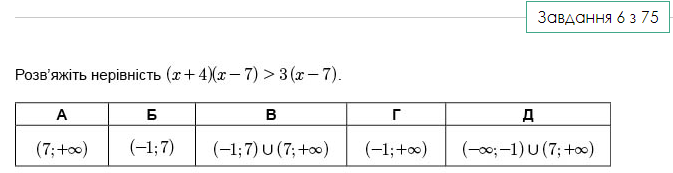 Завдання 6 з 75
Розв'яжіть нерівність (x + 4)(x − 7) > 3 (x − 7).
А Б В Г Д
(7; +∞) (−1; 7) (−1; 7) ∪ (7; +∞) (−1; +∞) (−∞; −1) ∪ (7; +∞)